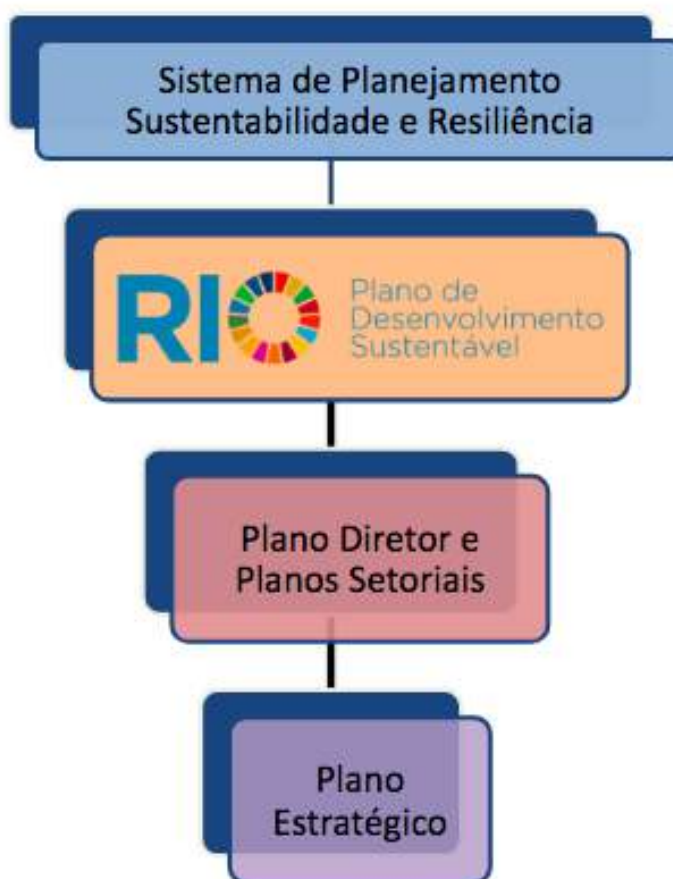 Sistema de Planejamento
Sustentabilidade e Resiliência
RIO
Plano de
Desenvolvimento
Sustentável
Plano Diretor e
Planos Setoriais
Plano
Estratégico